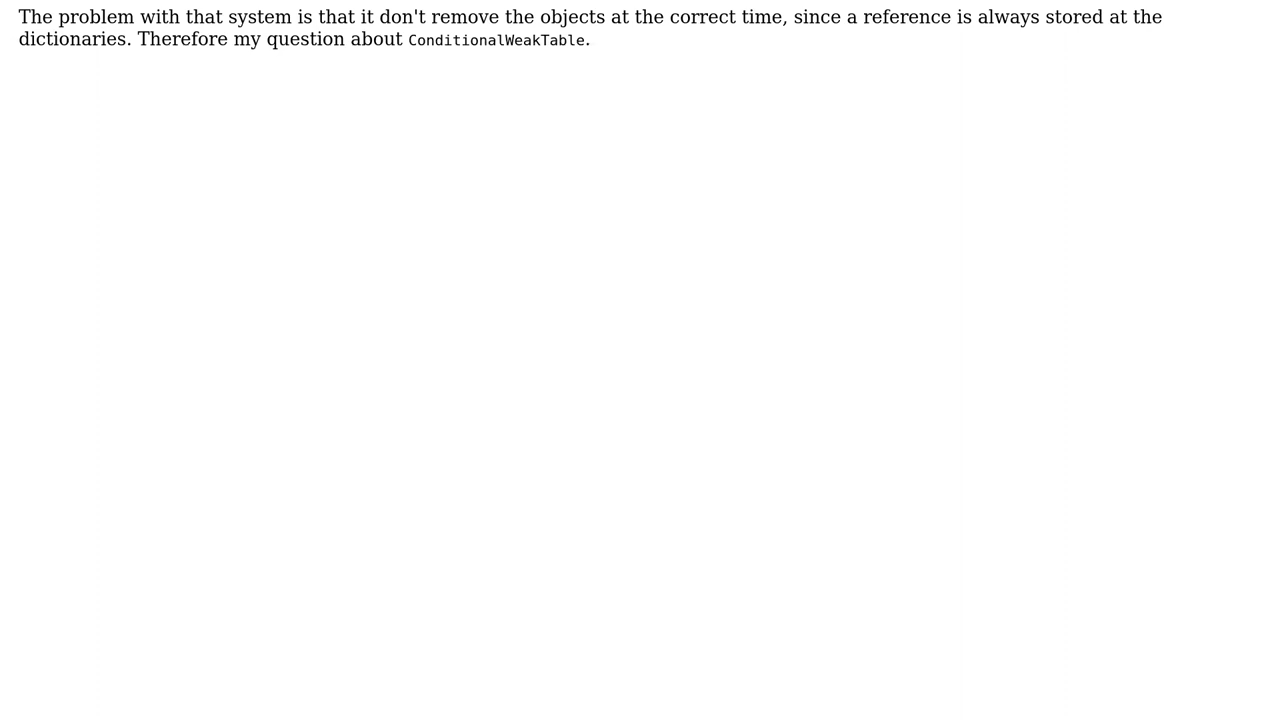 The problem with that system is that it don't remove the objects at the correct time, since a reference is always stored at the
dictionaries. Therefore my question about ConditionalWeakTable.